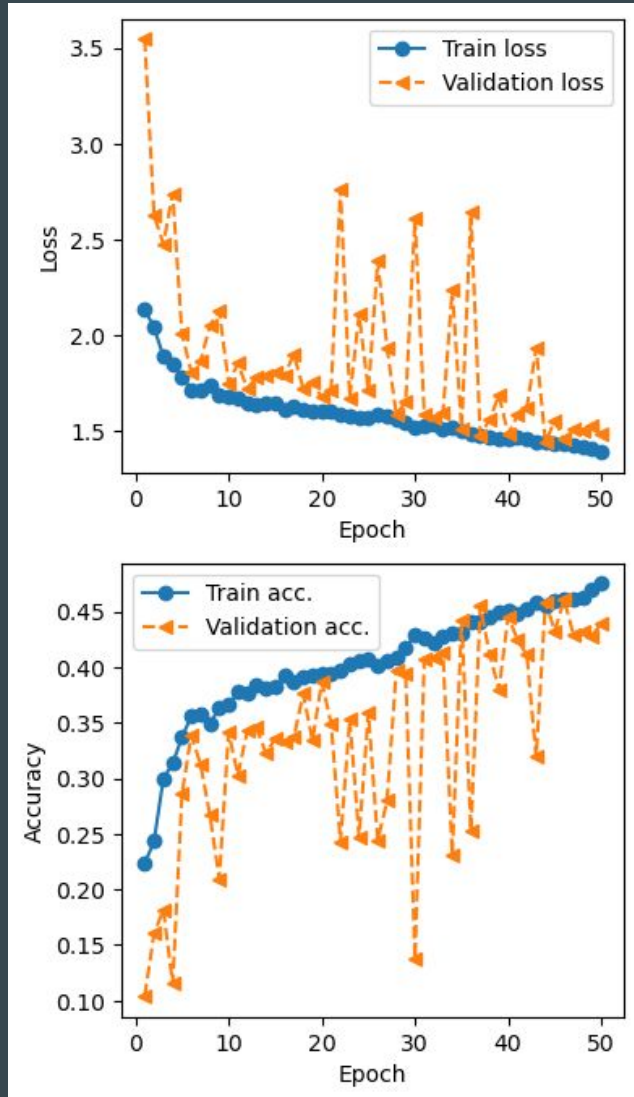 3.5
3.0
2.5
2.0
1.5
Loss
Train loss
Validation loss
0 10 20 30 40 50
Epoch
0.45
0.40
0.35
0.30
0.25
0.20
0.15
0.10
Accuracy
Train acc.
Validation acc.
0 10 20 30 40 50
Epoch